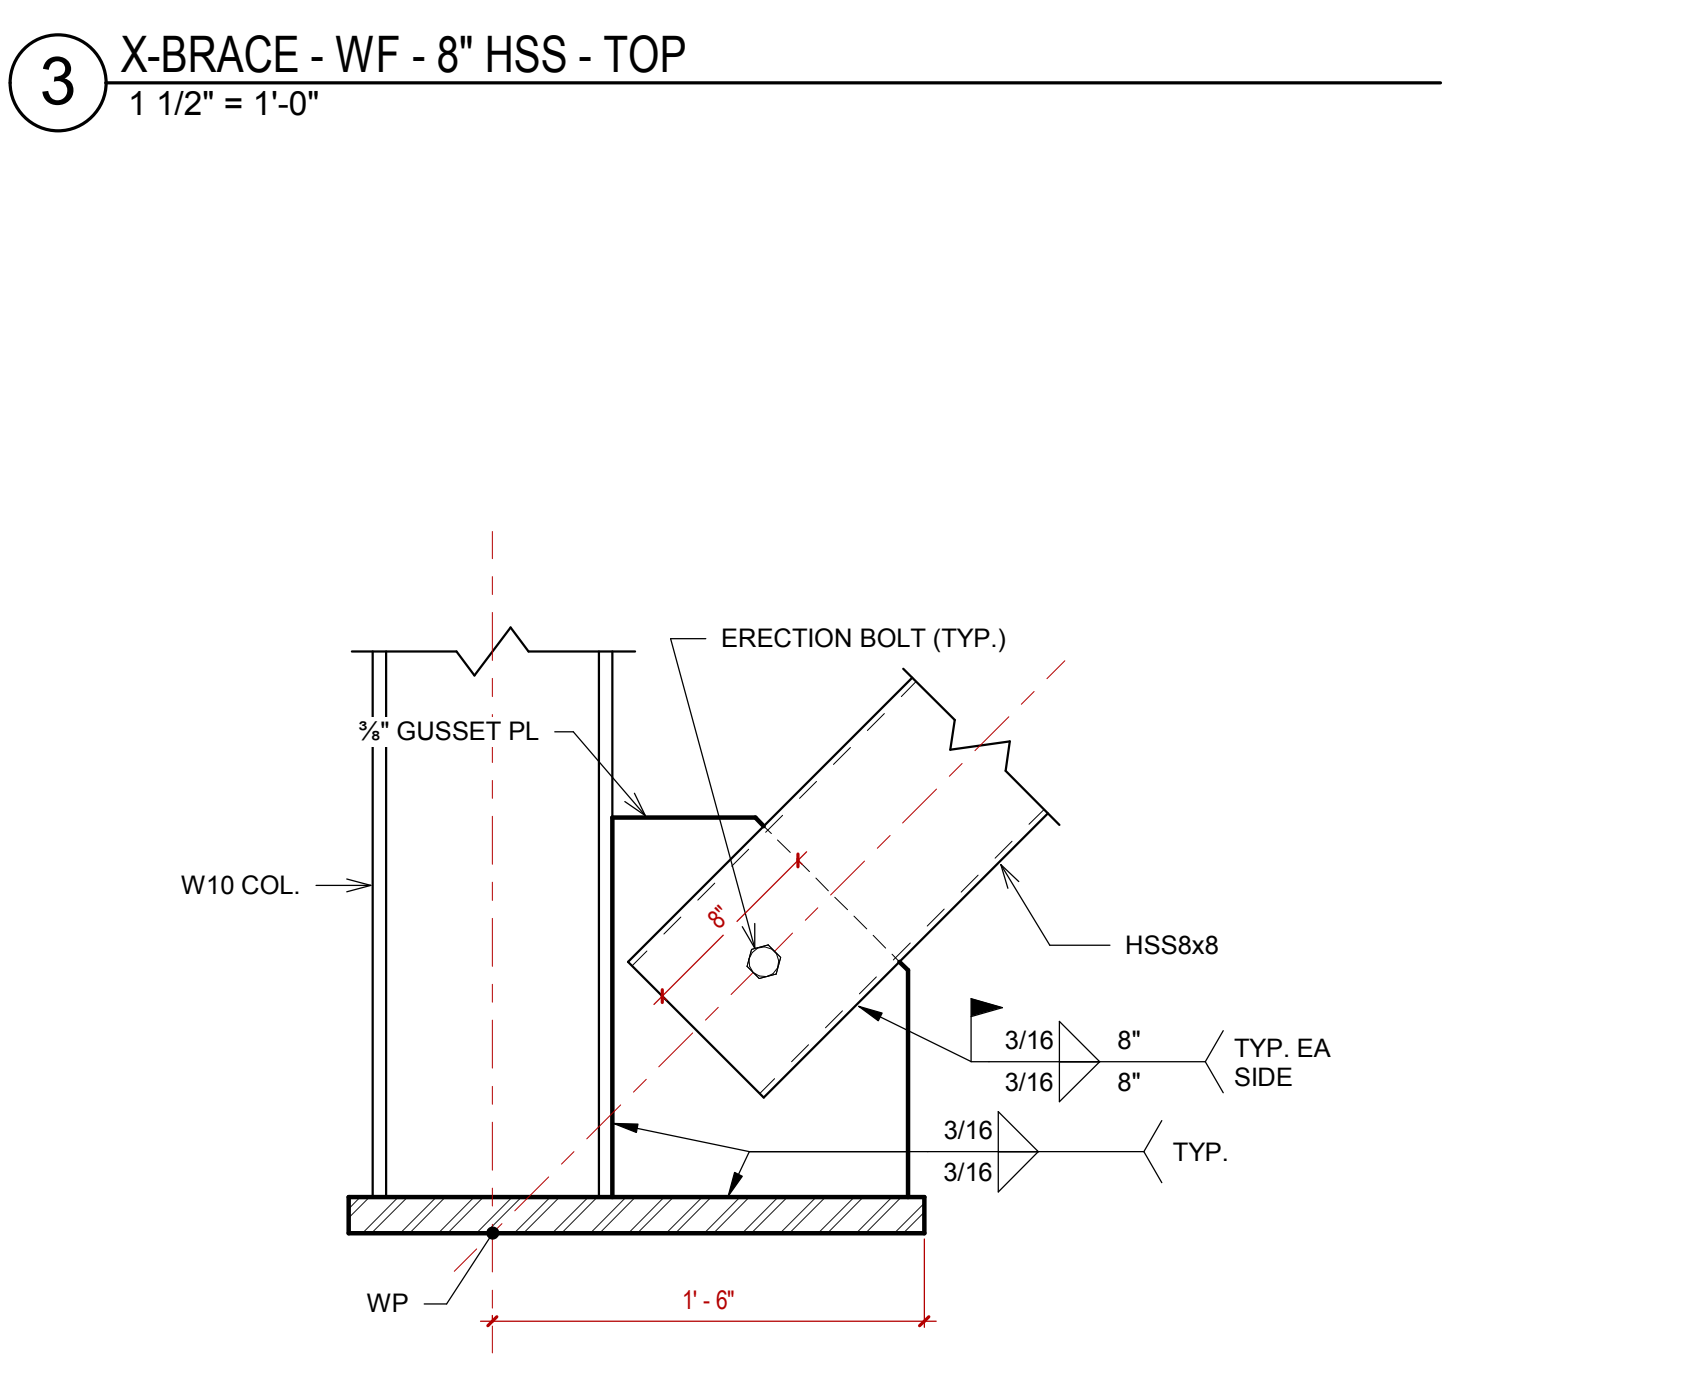 3
X-BRACE - WF - 8" HSS - TOP
1 1/2" = 1'-0"
ERECTION BOLT (TYP.)
⅜" GUSSET PL
W10 COL.
8"
HSS8x8
3/16 8"
3/16 8"
TYP. EA
SIDE
3/16
3/16
TYP.
WP
1' - 6"